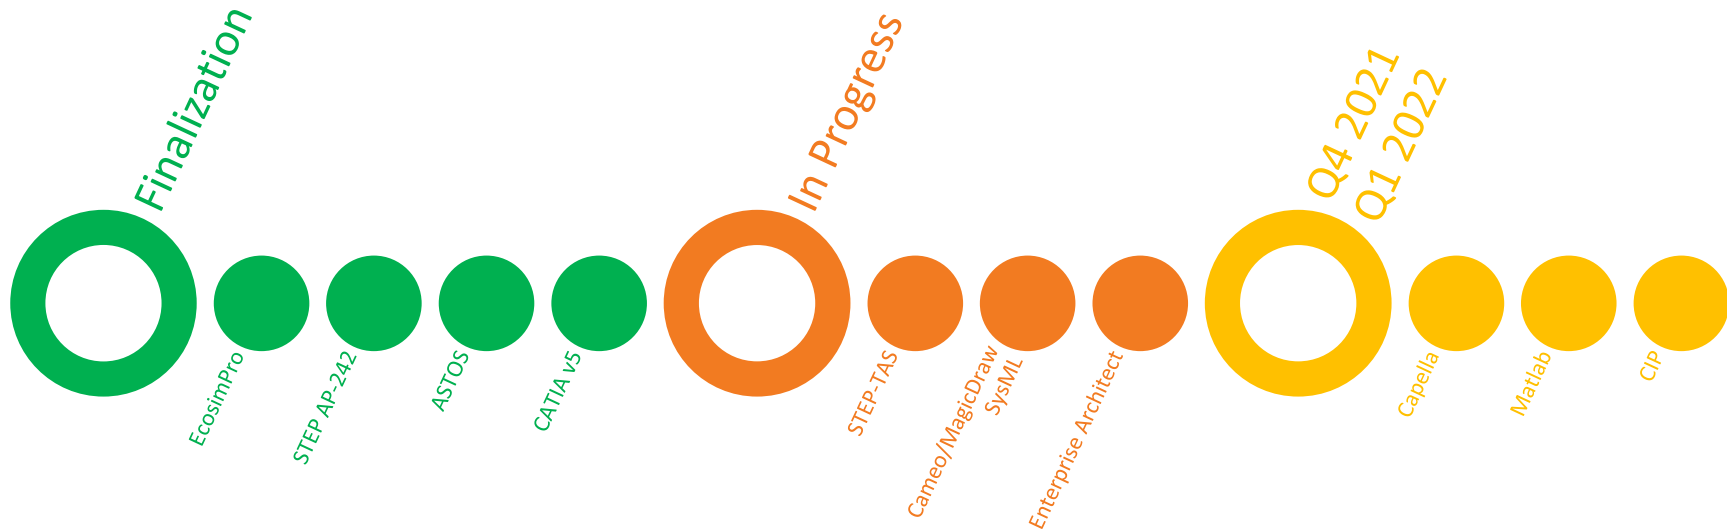 Finalization
EcosimPro
STEP AP-242
ASTOS
CATIA v5
In Progress
STEP-TAS
Cameo/MagicDraw
SysML
Enterprise Architect
Q4 2021
Q1 2022
Capella
Matlab
CIP